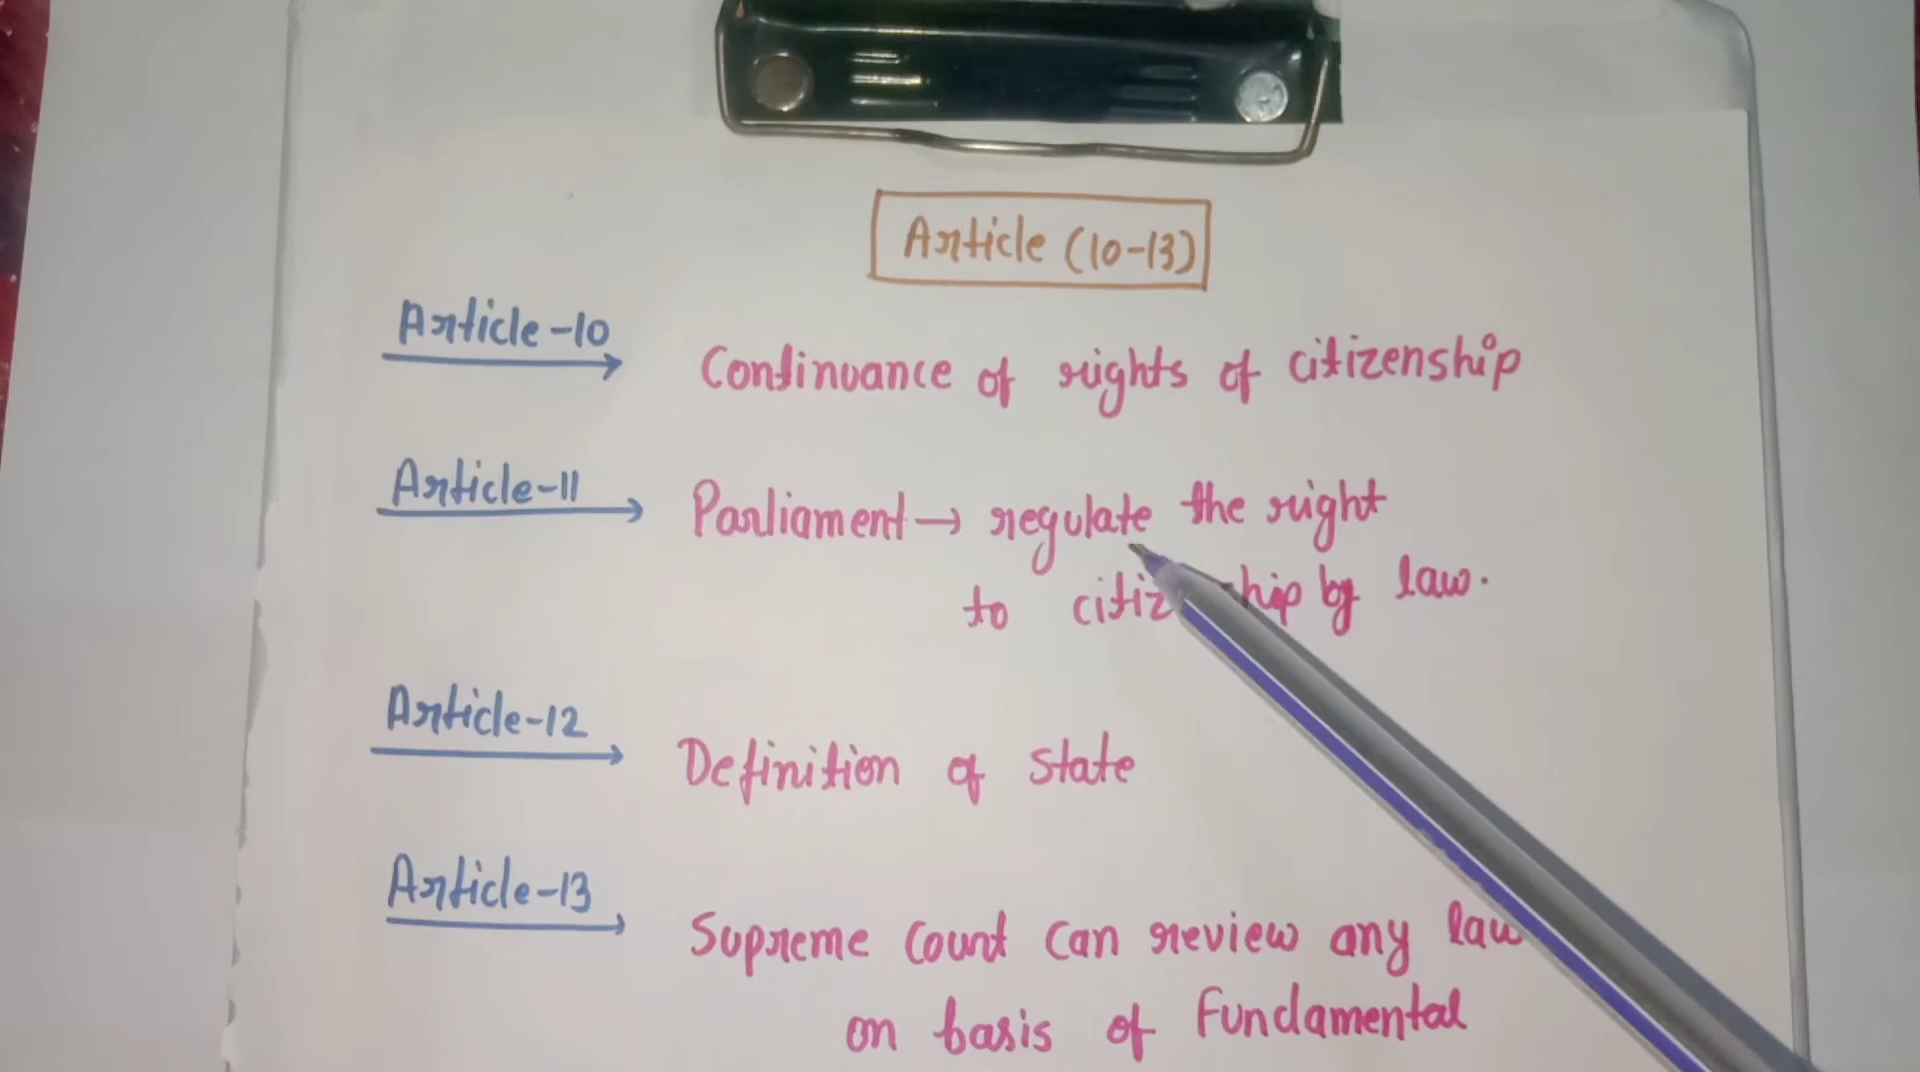 Article (10-13)
Article-10
Continuance of rights of citizenship
Article-11
Parliament → regulate the right
to by law.
Article-12
Definition of state
Article-13
Supreme Court can review any law
on basis of Fundamental